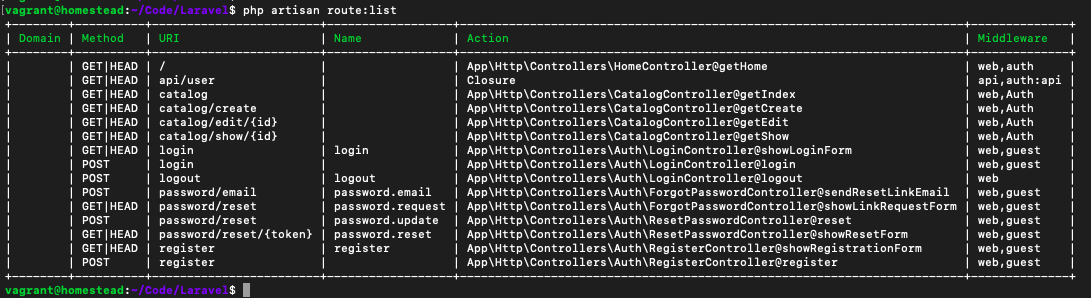 [vagrant@homestead:~/Code/Laravel$ php artisan route:list
+--------+----------+------------------------+------------------+------------------------------------------------------------------------+--------------+
| Domain | Method   | URI                    | Name             | Action                                                                 | Middleware   |
+--------+----------+------------------------+------------------+------------------------------------------------------------------------+--------------+
|        | GET|HEAD | /                      |                  | App\Http\Controllers\HomeController@getHome                            | web,auth     |
|        | GET|HEAD | api/user               |                  | Closure                                                                | api,auth:api |
|        | GET|HEAD | catalog                |                  | App\Http\Controllers\CatalogController@getIndex                        | web,Auth     |
|        | GET|HEAD | catalog/create         |                  | App\Http\Controllers\CatalogController@getCreate                       | web,Auth     |
|        | GET|HEAD | catalog/edit/{id}      |                  | App\Http\Controllers\CatalogController@getEdit                         | web,Auth     |
|        | GET|HEAD | catalog/show/{id}      |                  | App\Http\Controllers\CatalogController@getShow                         | web,Auth     |
|        | GET|HEAD | login                  | login            | App\Http\Controllers\Auth\LoginController@showLoginForm                | web,guest    |
|        | POST     | login                  |                  | App\Http\Controllers\Auth\LoginController@login                        | web,guest    |
|        | POST     | logout                 | logout           | App\Http\Controllers\Auth\LoginController@logout                       | web          |
|        | POST     | password/email         | password.email   | App\Http\Controllers\Auth\ForgotPasswordController@sendResetLinkEmail  | web,guest    |
|        | GET|HEAD | password/reset         | password.request | App\Http\Controllers\Auth\ForgotPasswordController@showLinkRequestForm | web,guest    |
|        | POST     | password/reset         | password.update  | App\Http\Controllers\Auth\ResetPasswordController@reset                | web,guest    |
|        | GET|HEAD | password/reset/{token} | password.reset   | App\Http\Controllers\Auth\ResetPasswordController@showResetForm        | web,guest    |
|        | GET|HEAD | register               | register         | App\Http\Controllers\Auth\RegisterController@showRegistrationForm      | web,guest    |
|        | POST     | register               |                  | App\Http\Controllers\Auth\RegisterController@register                  | web,guest    |
+--------+----------+------------------------+------------------+------------------------------------------------------------------------+--------------+
vagrant@homestead:~/Code/Laravel$